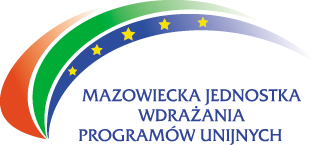 MAZOWIECKA JEDNOSTKA
WDRAŻANIA
PROGRAMÓW UNIJNYCH